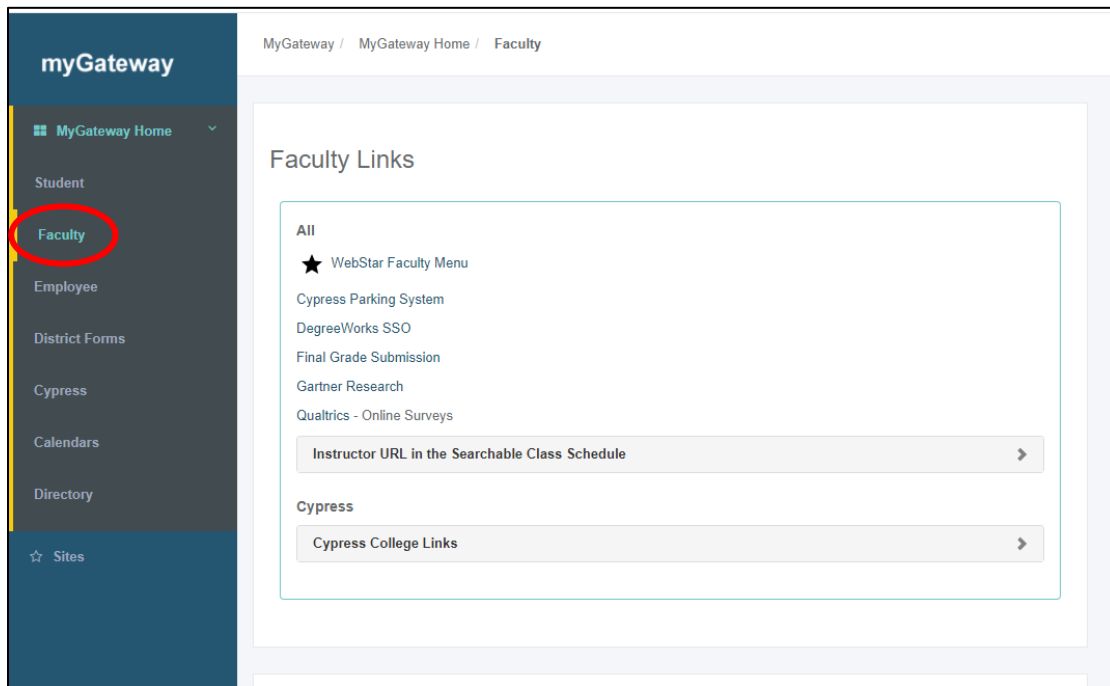 myGateway
MyGateway Home
Student
Faculty
Employee
District Forms
Cypress
Calendars
Directory
Sites
MyGateway / MyGateway Home / Faculty
Faculty Links
All
WebStar Faculty Menu
Cypress Parking System
DegreeWorks SSO
Final Grade Submission
Gartner Research
Qualtrics - Online Surveys
Instructor URL in the Searchable Class Schedule
Cypress
Cypress College Links